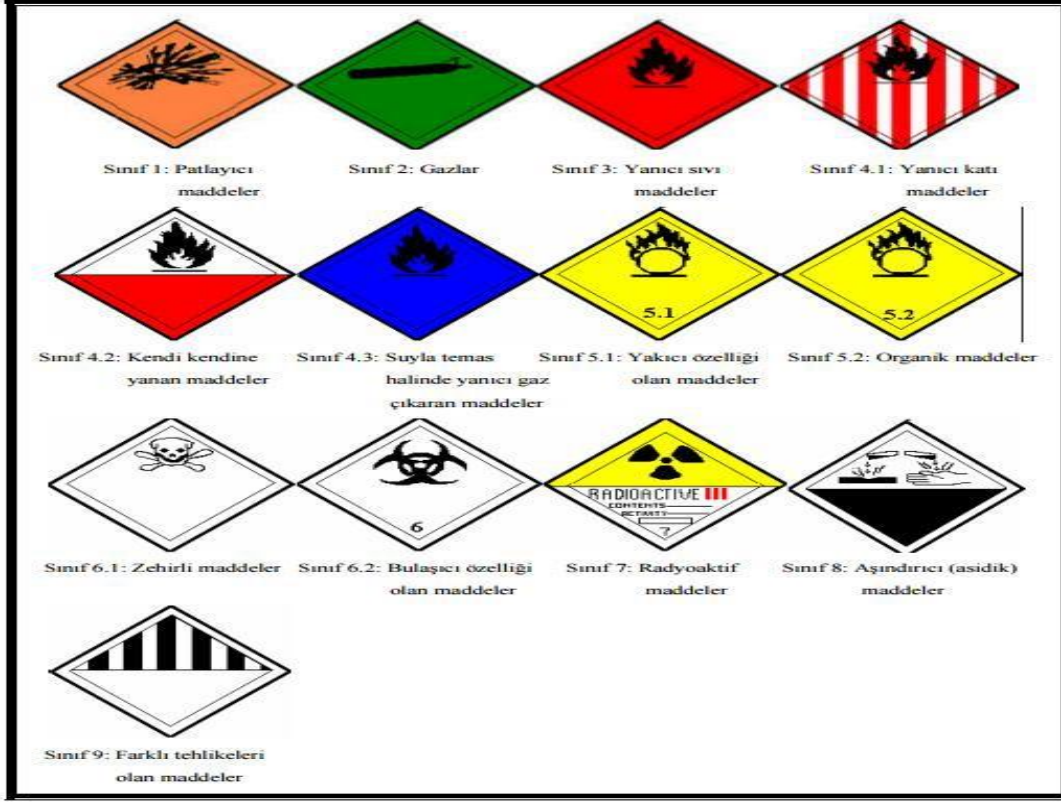 Sınıf 1: Patlayıcı
maddeler
Sınıf 2: Gazlar
Sınıf 3: Yanıcı sıvı
maddeler
Sınıf 4.1: Yanıcı katı
maddeler
5.1
5.2
Sınıf 4.2: Kendi kendine
yanan maddeler
Sınıf 4.3: Suyla temas
halinde yanıcı gaz
çıkaran maddeler
Sınıf 5.1: Yakıcı özelliği
olan maddeler
Sınıf 5.2: Organik maddeler
6
RADIOACTIVE III
CONTENTS
ACTIVITY
7
Sınıf 6.1: Zehirli maddeler
Sınıf 6.2: Bulaşıcı özelliği
olan maddeler
Sınıf 7: Radyoaktif
maddeler
Sınıf 8: Aşındırıcı (asidik)
maddeler
Sınıf 9: Farklı tehlikeleri
olan maddeler